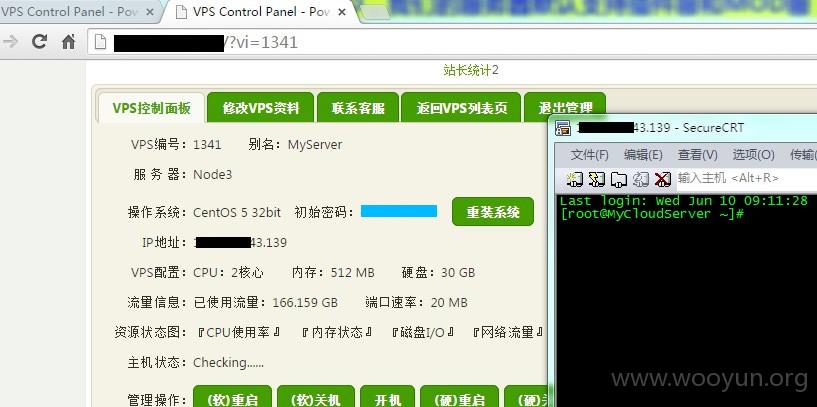 VPS Control Panel - Pow × VPS Control Panel - Pow ×
/?vi=1341
站长统计2
VPS控制面板 修改VPS资料 联系客服 返回VPS列表页 退出管理
VPS编号：1341 别名：MyServer
服 务 器：Node3
操作系统：CentOS 5 32bit 初始密码： 重装系统
IP地址：1 43.139
VPS配置：CPU：2核心 内存：512 MB 硬盘：30 GB
流量信息：已使用流量：166.159 GB 端口速率：20 MB
资源状态图：『CPU使用率』 『内存状态』 『磁盘I/O』 『网络流量』
主机状态：Checking......
管理操作： (软)重启 (软)关机 开机 (硬)重启 (硬)关
1 43.139 - SecureCRT
文件(F) 编辑(E) 查看(V) 选项(O) 传输(
输入主机 <Alt+R>
Last login: Wed Jun 10 09:11:28
[root@MyCloudServer ~]#
www.wooyun.org